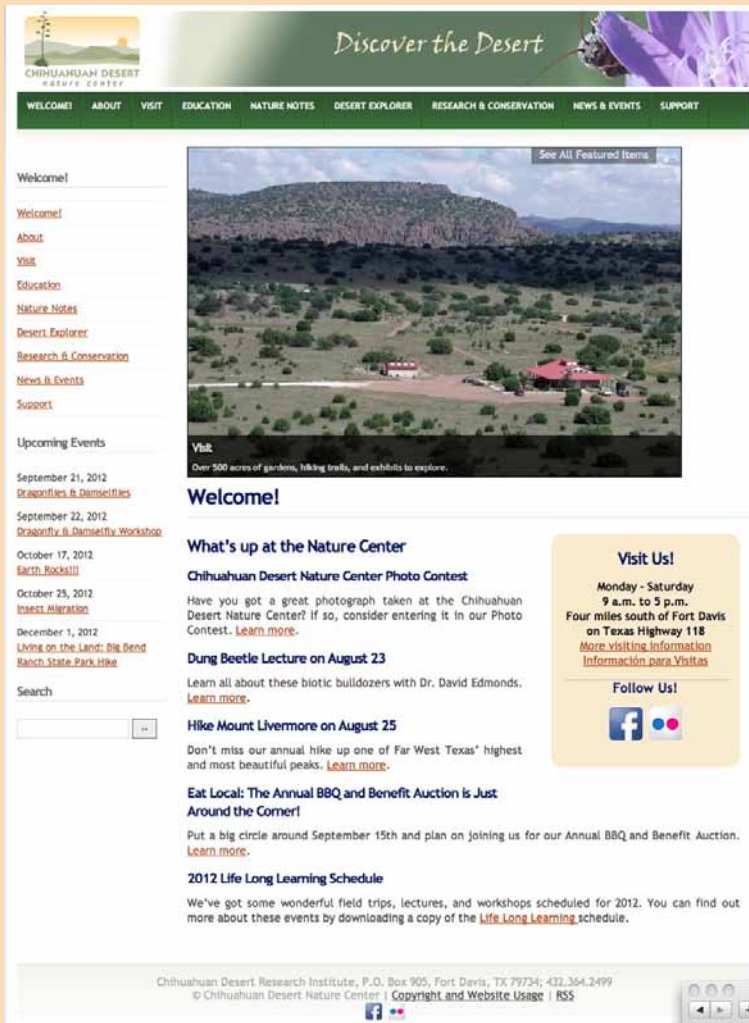 CHIHUAHUAN DESERT
nature center
Discover the Desert
WELCOME! ABOUT VISIT EDUCATION NATURE NOTES DESERT EXPLORER RESEARCH & CONSERVATION NEWS & EVENTS SUPPORT
Welcome!
Welcome!
About
Visit
Education
Nature Notes
Desert Explorer
Research & Conservation
News & Events
Support
Upcoming Events
September 21, 2012
Dragonflies & Damselflies
September 22, 2012
Dragonfly & Damselfly Workshop
October 17, 2012
Earth Rocks!!!
October 25, 2012
Insect Migration
December 1, 2012
Living on the Land: Big Bend
Ranch State Park Hike
Search
See All Featured Items
Visit
Over 500 acres of gardens, hiking trails, and exhibits to explore.
Welcome!
What's up at the Nature Center
Chihuahuan Desert Nature Center Photo Contest
Have you got a great photograph taken at the Chihuahuan
Desert Nature Center? If so, consider entering it in our Photo
Contest. Learn more.
Dung Beetle Lecture on August 23
Learn all about these biotic bulldozers with Dr. David Edmonds.
Learn more.
Hike Mount Livermore on August 25
Don't miss our annual hike up one of Far West Texas' highest
and most beautiful peaks. Learn more.
Eat Local: The Annual BBQ and Benefit Auction is Just
Around the Corner!
Put a big circle around September 15th and plan on joining us for our Annual BBQ and Benefit Auction.
Learn more.
2012 Life Long Learning Schedule
We've got some wonderful field trips, lectures, and workshops scheduled for 2012. You can find out
more about these events by downloading a copy of the Life Long Learning schedule.
Visit Us!
Monday - Saturday
9 a.m. to 5 p.m.
Four miles south of Fort Davis
on Texas Highway 118
More visiting information
Información para Visitas
Follow Us!
Chihuahuan Desert Research Institute, P.O. Box 905, Fort Davis, TX 79734; 432.364.2499
© Chihuahuan Desert Nature Center | Copyright and Website Usage | RSS